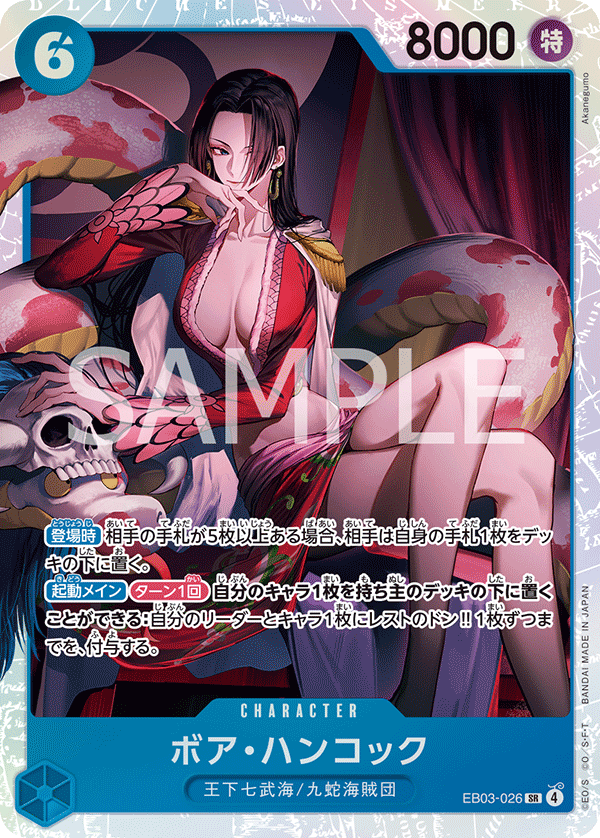 BLICHES EISMEER
6
8000 特
Akanegumo
SAMPLE
登場時 相手の手札が5枚以上ある場合、相手は自身の手札1枚をデッ
キの下に置く。
起動メイン ターン1回 自分のキャラ1枚を持ち主のデッキの下に置く
ことができる:自分のリーダーとキャラ1枚にレストのドン!!1枚ずつま
でを、付与する。
CHARACTER
ボア・ハンコック
王下七武海/九蛇海賊団
EB03-026 SR 4
©E.O/S. ©O/S.F.T BANDAI MADE IN JAPAN